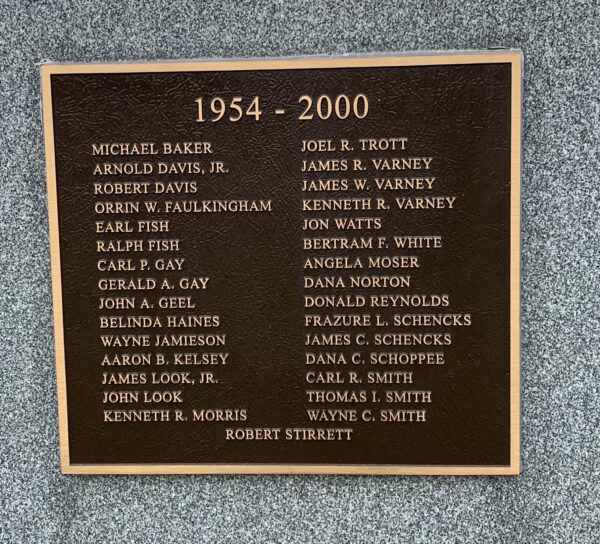 1954 - 2000
MICHAEL BAKER
ARNOLD DAVIS, JR.
ROBERT DAVIS
ORRIN W. FAULKINGHAM
EARL FISH
RALPH FISH
CARL P. GAY
GERALD A. GAY
JOHN A. GEEL
BELINDA HAINES
WAYNE JAMIESON
AARON B. KELSEY
JAMES LOOK, JR.
JOHN LOOK
KENNETH R. MORRIS
JOEL R. TROTT
JAMES R. VARNEY
JAMES W. VARNEY
KENNETH R. VARNEY
JON WATTS
BERTRAM F. WHITE
ANGELA MOSER
DANA NORTON
DONALD REYNOLDS
FRAZURE L. SCHENCKS
JAMES C. SCHENCKS
DANA C. SCHOPPEE
CARL R. SMITH
THOMAS I. SMITH
WAYNE C. SMITH
ROBERT STIRRETT